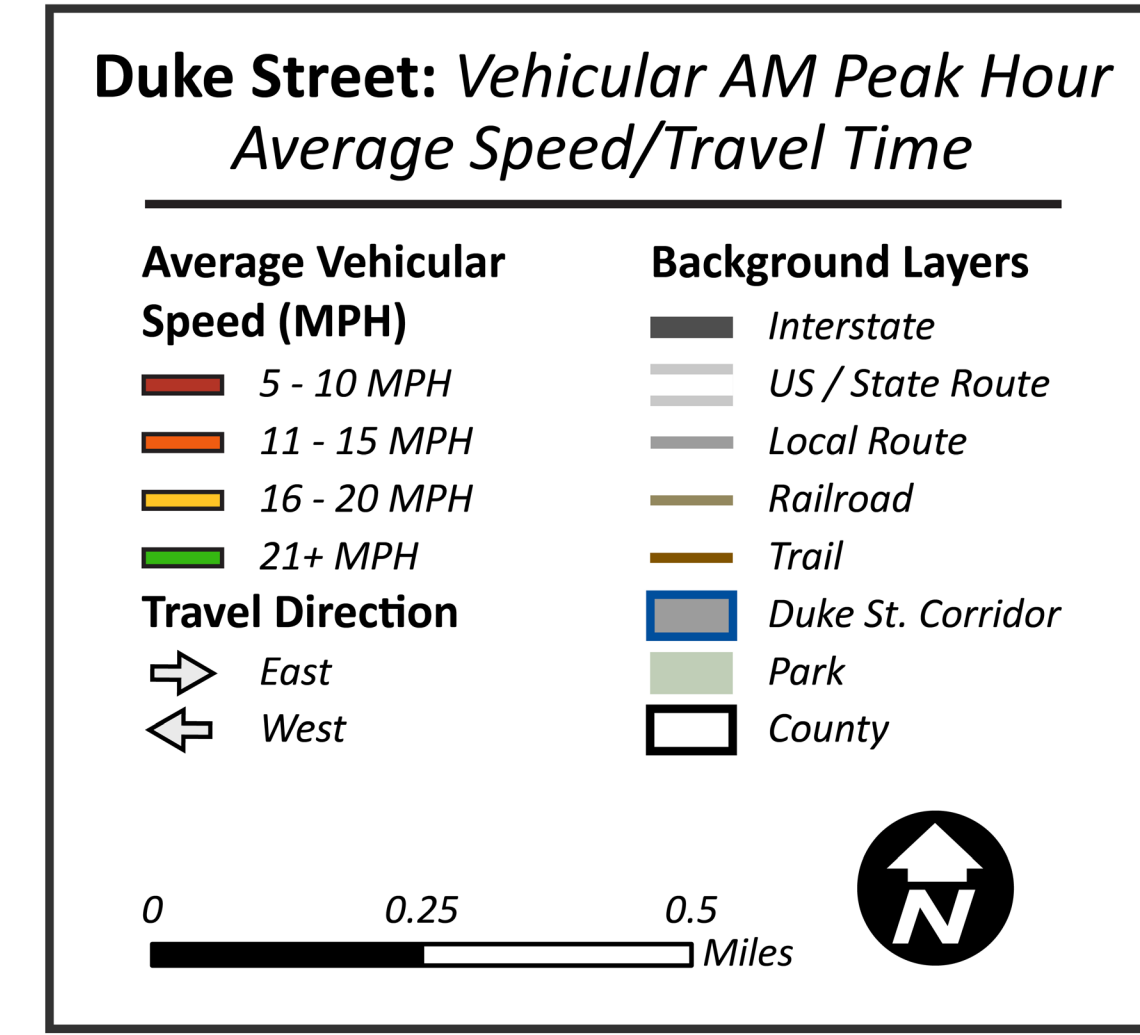 Duke Street: Vehicular AM Peak Hour
Average Speed/Travel Time
Average Vehicular
Speed (MPH)
5 - 10 MPH
11 - 15 MPH
16 - 20 MPH
21+ MPH
Travel Direction
East
West
Background Layers
Interstate
US / State Route
Local Route
Railroad
Trail
Duke St. Corridor
Park
County
0 0.25 0.5
Miles
N